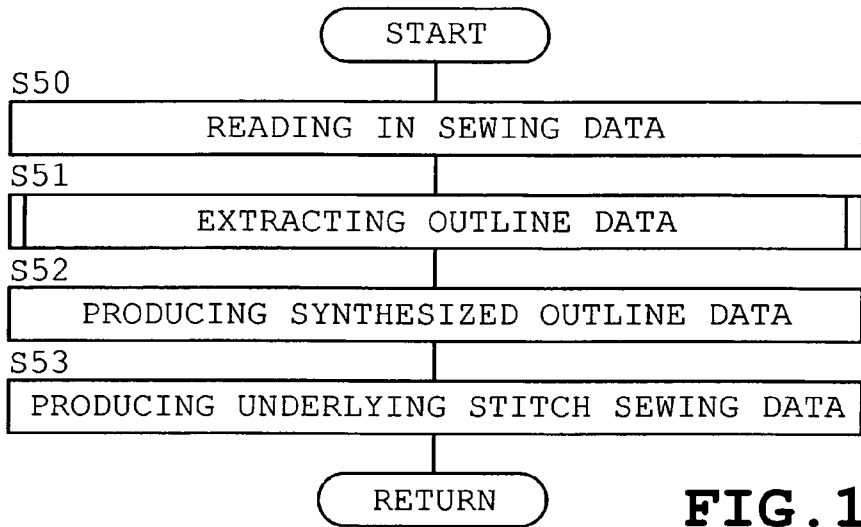 START
S50
READING IN SEWING DATA
S51
EXTRACTING OUTLINE DATA
S52
PRODUCING SYNTHESIZED OUTLINE DATA
S53
PRODUCING UNDERLYING STITCH SEWING DATA
RETURN
FIG.1